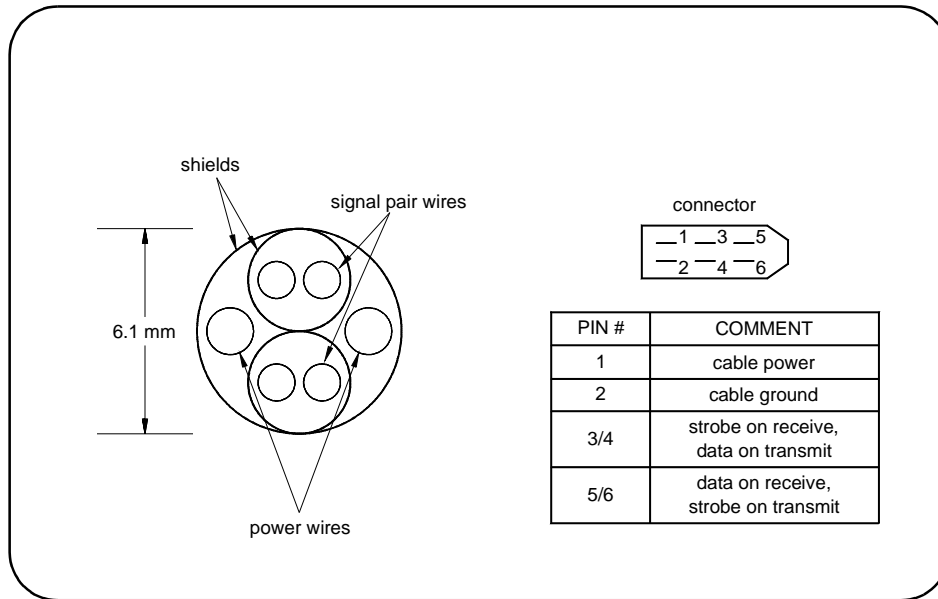 shields
signal pair wires
6.1 mm
power wires
connector
1 3 5
2 4 6
PIN # COMMENT
1 cable power
2 cable ground
3/4 strobe on receive,
data on transmit
5/6 data on receive,
strobe on transmit